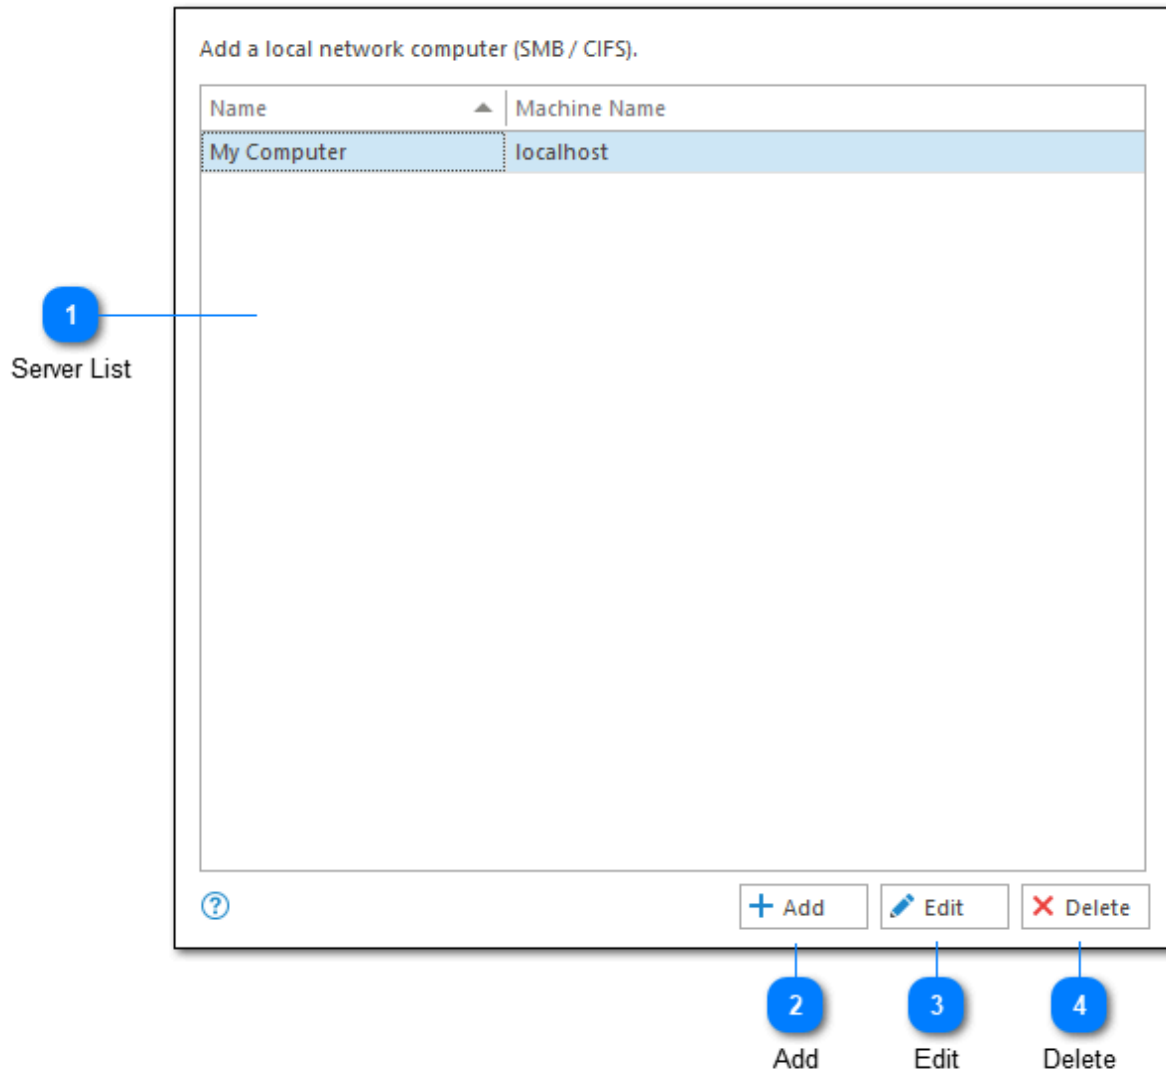 Add a local network computer (SMB / CIFS).
Name Machine Name
My Computer localhost
1
Server List
? Add Edit Delete
2 3 4
Add Edit Delete